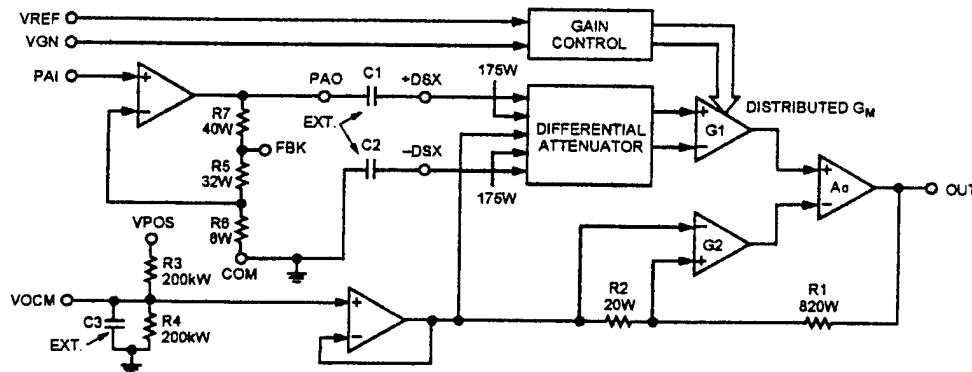 VREF
VGN
GAIN
CONTROL
PAI
+
−
PAO
C1
+DSX
175W
R7
40W
EXT.
FBK
C2
−DSX
R5
32W
175W
DIFFERENTIAL
ATTENUATOR
+
−
G1
DISTRIBUTED GM
+
−
Aa
OUT
VPOS
R6
8W
COM
−
+
G2
R3
200kW
VOCM
C3
EXT.
R4
200kW
+
−
R2
20W
R1
820W